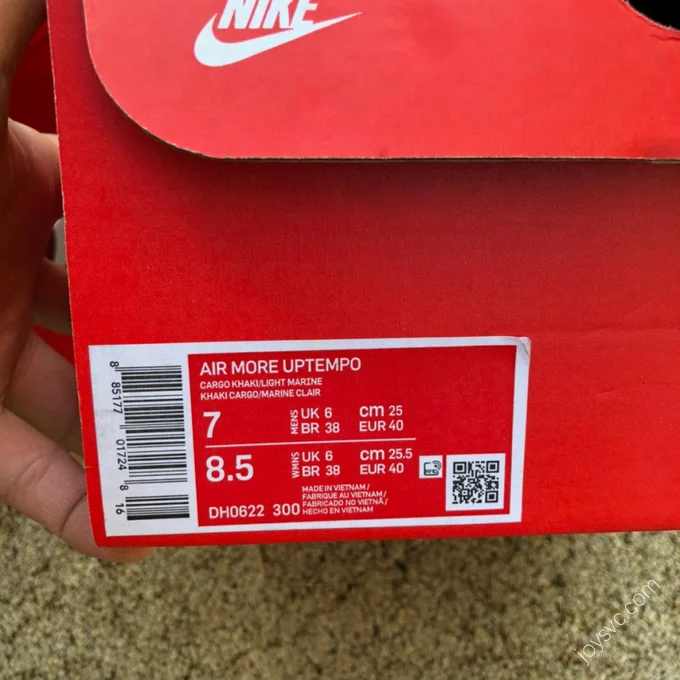 NIKE
AIR MORE UPTEMPO
CARGO KHAKI/LIGHT MARINE
KHAKI CARGO/MARINE CLAIR
7 MENS UK 6 cm 25
BR 38 EUR 40
8.5 WMNS UK 6 cm 25.5
BR 38 EUR 40
MADE IN VIETNAM /
FABRIQUE AU VIETNAM /
FABRICADO NO VIETNÃ /
DH0622 300 HECHO EN VIETNAM
8 85177 01724 8 16
joysvc.com